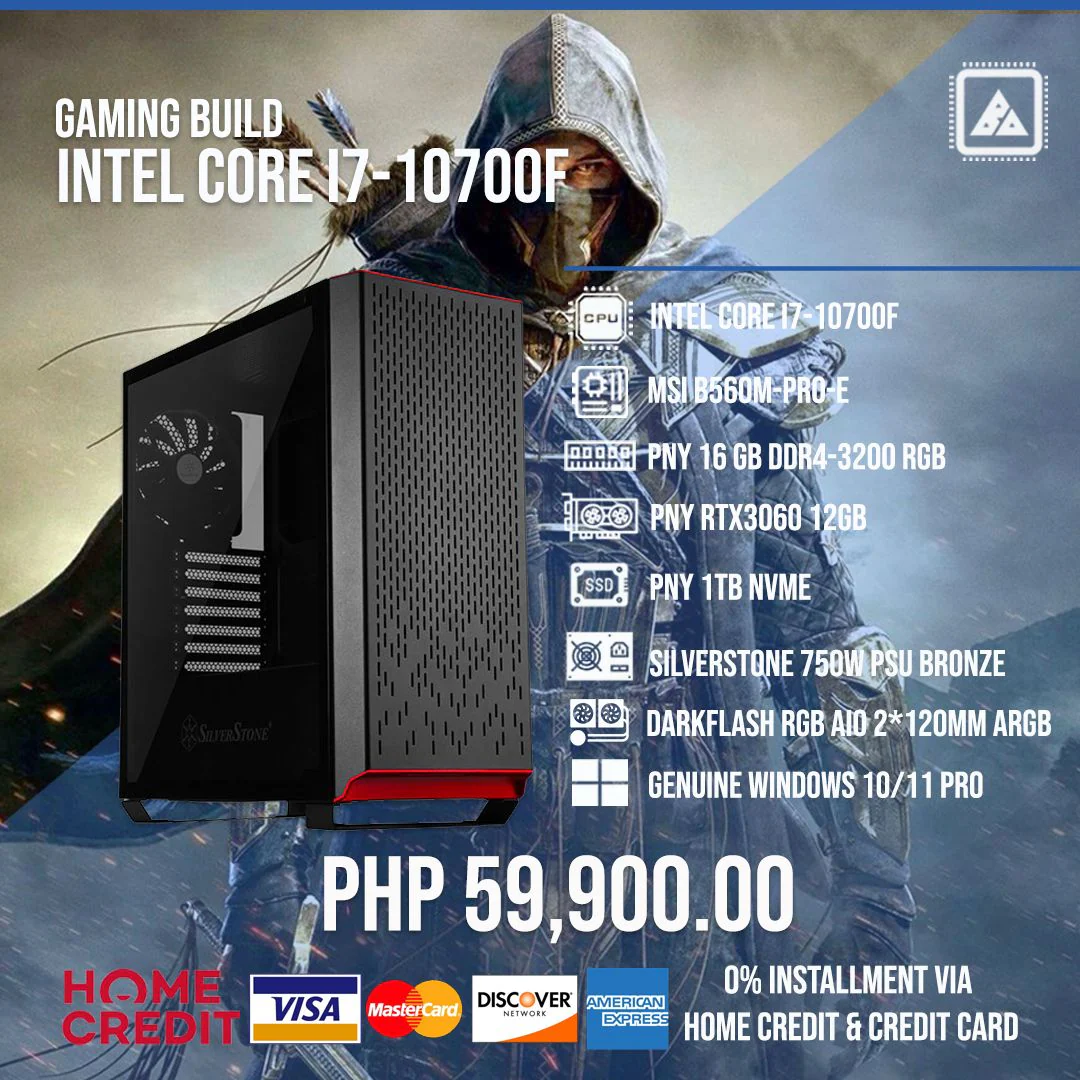 GAMING BUILD
INTEL CORE I7-10700F
CPU
INTEL CORE I7-10700F
MSI B560M-PRO-E
PNY 16 GB DDR4-3200 RGB
PNY RTX3060 12GB
SSD
PNY 1TB NVME
SILVERSTONE 750W PSU BRONZE
DARKFLASH RGB AIO 2*120MM ARGB
GENUINE WINDOWS 10/11 PRO
SILVERSTONE
PHP 59,900.00
HOME
CREDIT
VISA
MasterCard
DISCOVER
NETWORK
AMERICAN
EXPRESS
0% INSTALLMENT VIA
HOME CREDIT & CREDIT CARD